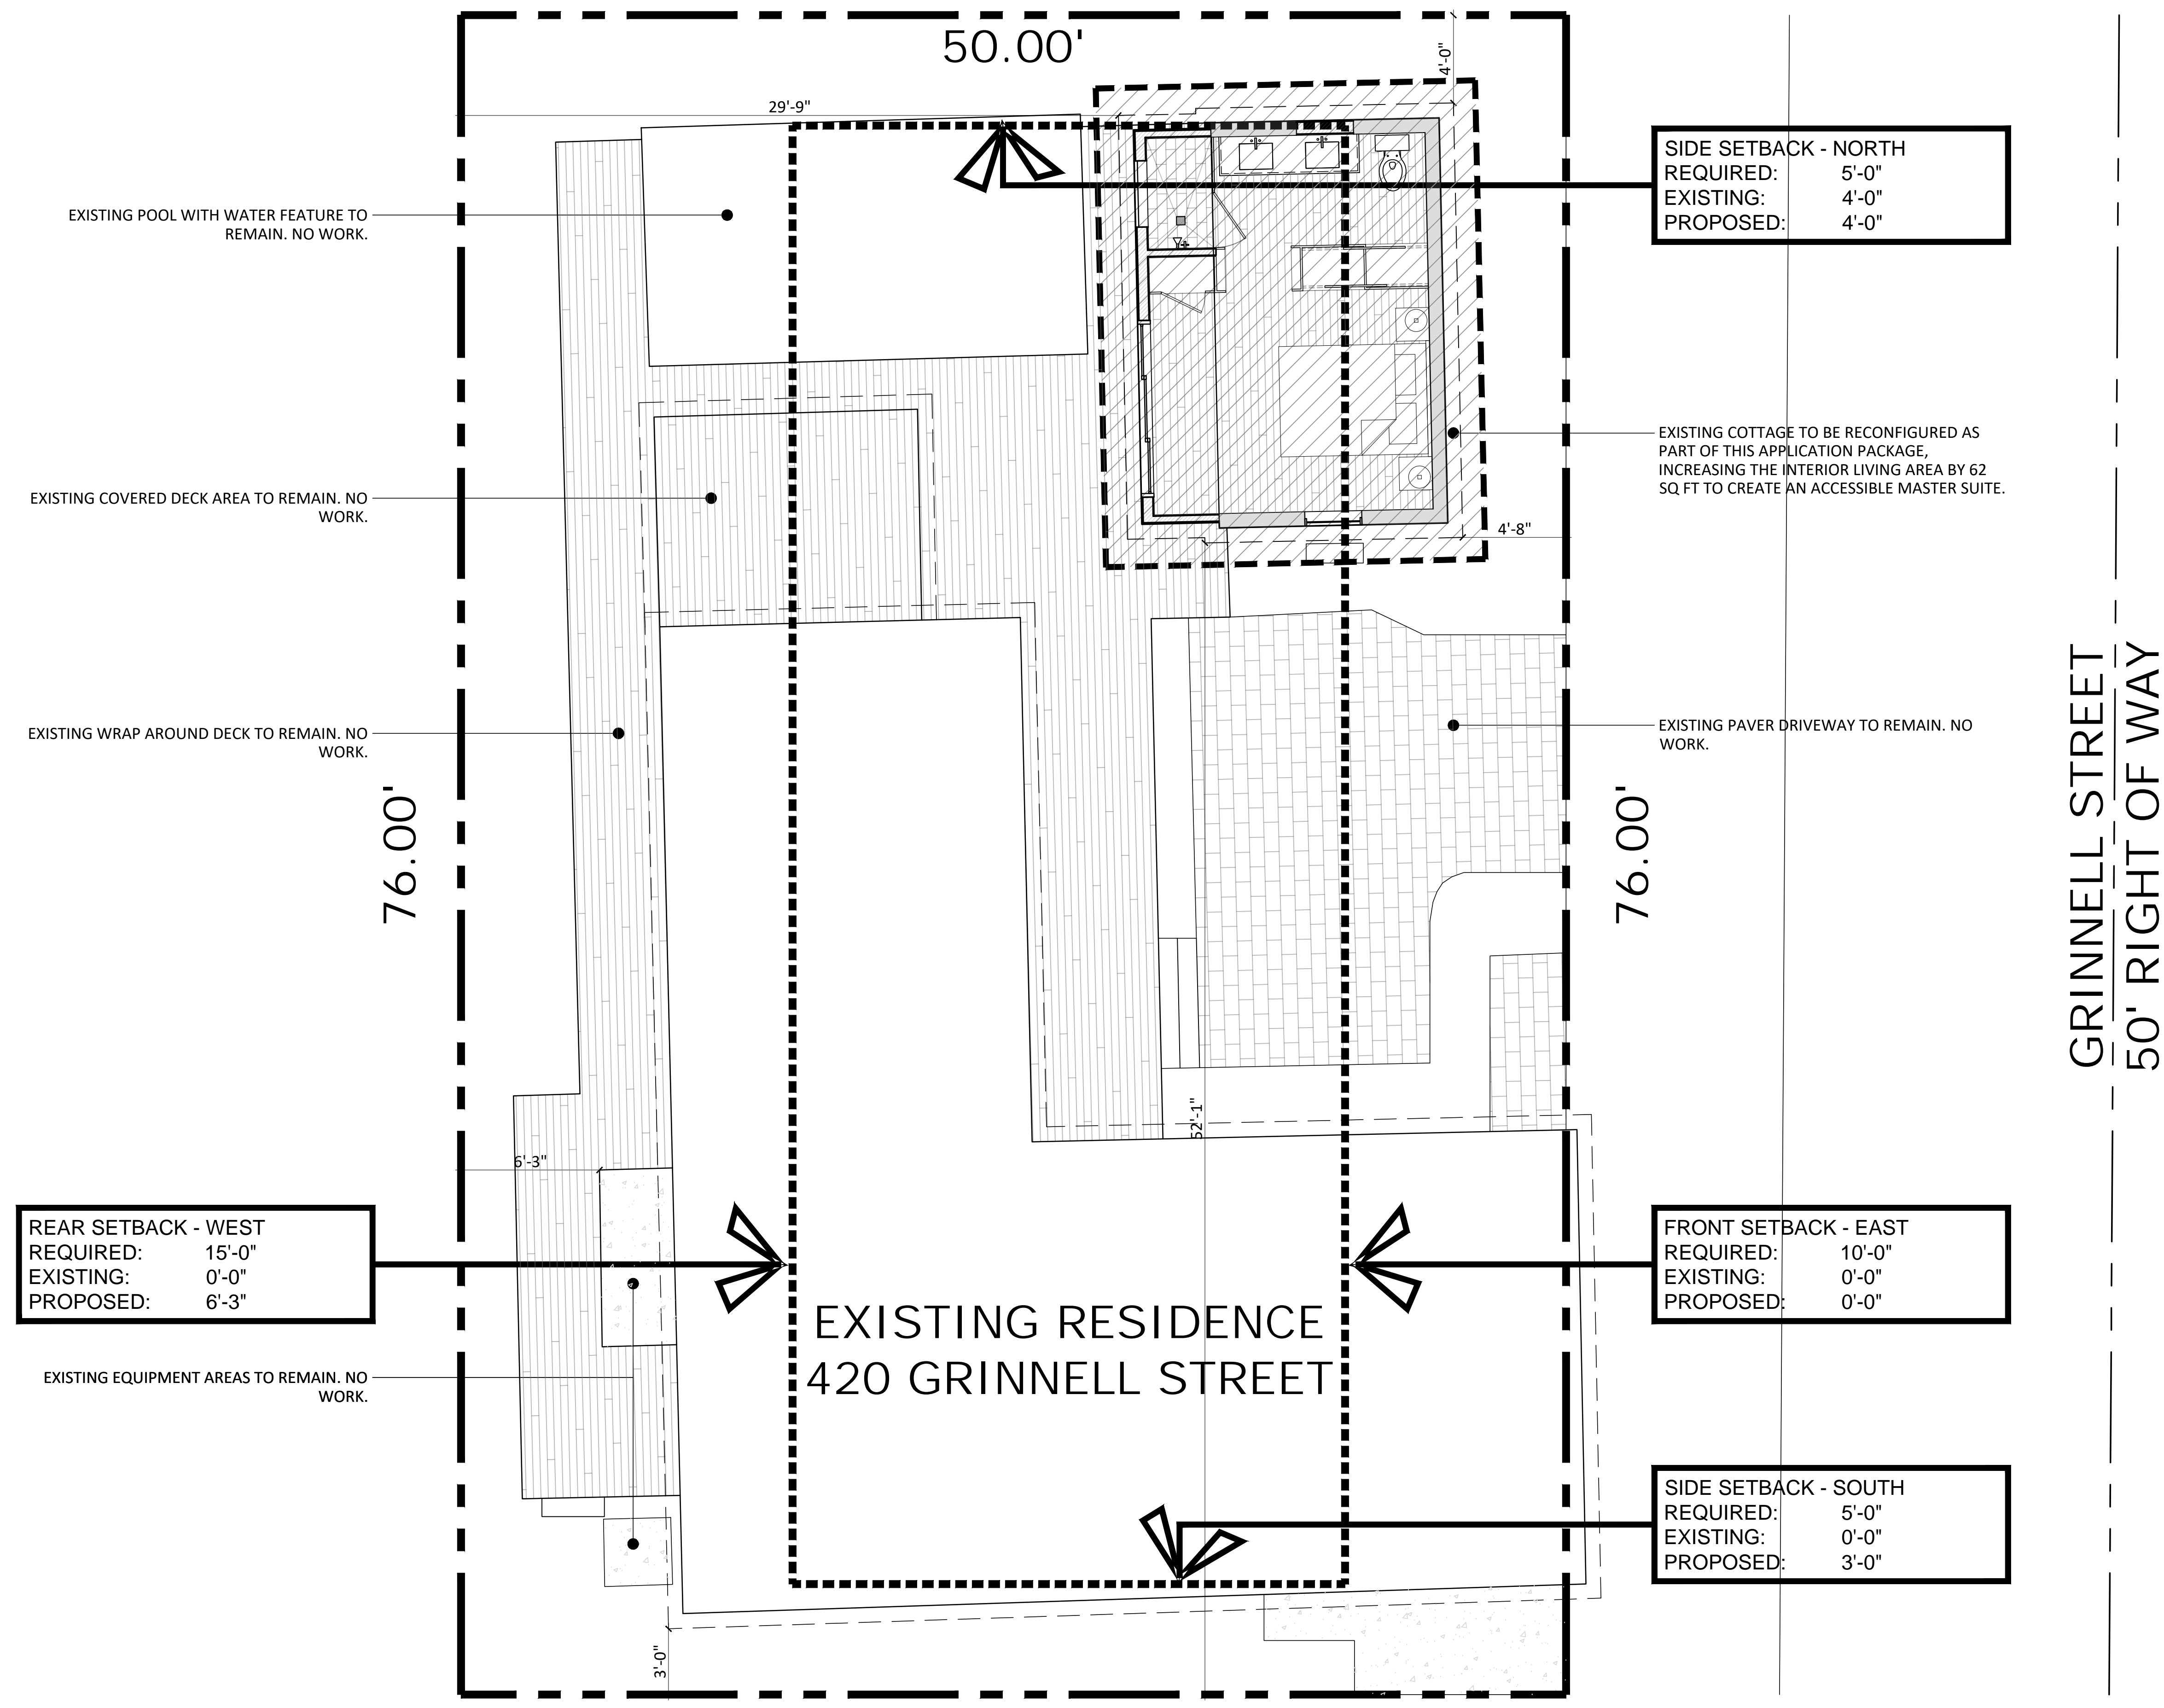 50.00'
4'-0"
29'-9"
SIDE SETBACK - NORTH
REQUIRED: 5'-0"
EXISTING: 4'-0"
PROPOSED: 4'-0"
EXISTING POOL WITH WATER FEATURE TO
REMAIN. NO WORK.
EXISTING COTTAGE TO BE RECONFIGURED AS
PART OF THIS APPLICATION PACKAGE,
INCREASING THE INTERIOR LIVING AREA BY 62
SQ FT TO CREATE AN ACCESSIBLE MASTER SUITE.
EXISTING COVERED DECK AREA TO REMAIN. NO
WORK.
4'-8"
EXISTING WRAP AROUND DECK TO REMAIN. NO
WORK.
EXISTING PAVER DRIVEWAY TO REMAIN. NO
WORK.
76.00'
76.00'
GRINNELL STREET
50' RIGHT OF WAY
52'-1"
6'-3"
REAR SETBACK - WEST
REQUIRED: 15'-0"
EXISTING: 0'-0"
PROPOSED: 6'-3"
FRONT SETBACK - EAST
REQUIRED: 10'-0"
EXISTING: 0'-0"
PROPOSED: 0'-0"
EXISTING RESIDENCE
420 GRINNELL STREET
EXISTING EQUIPMENT AREAS TO REMAIN. NO
WORK.
SIDE SETBACK - SOUTH
REQUIRED: 5'-0"
EXISTING: 0'-0"
PROPOSED: 3'-0"
3'-0"